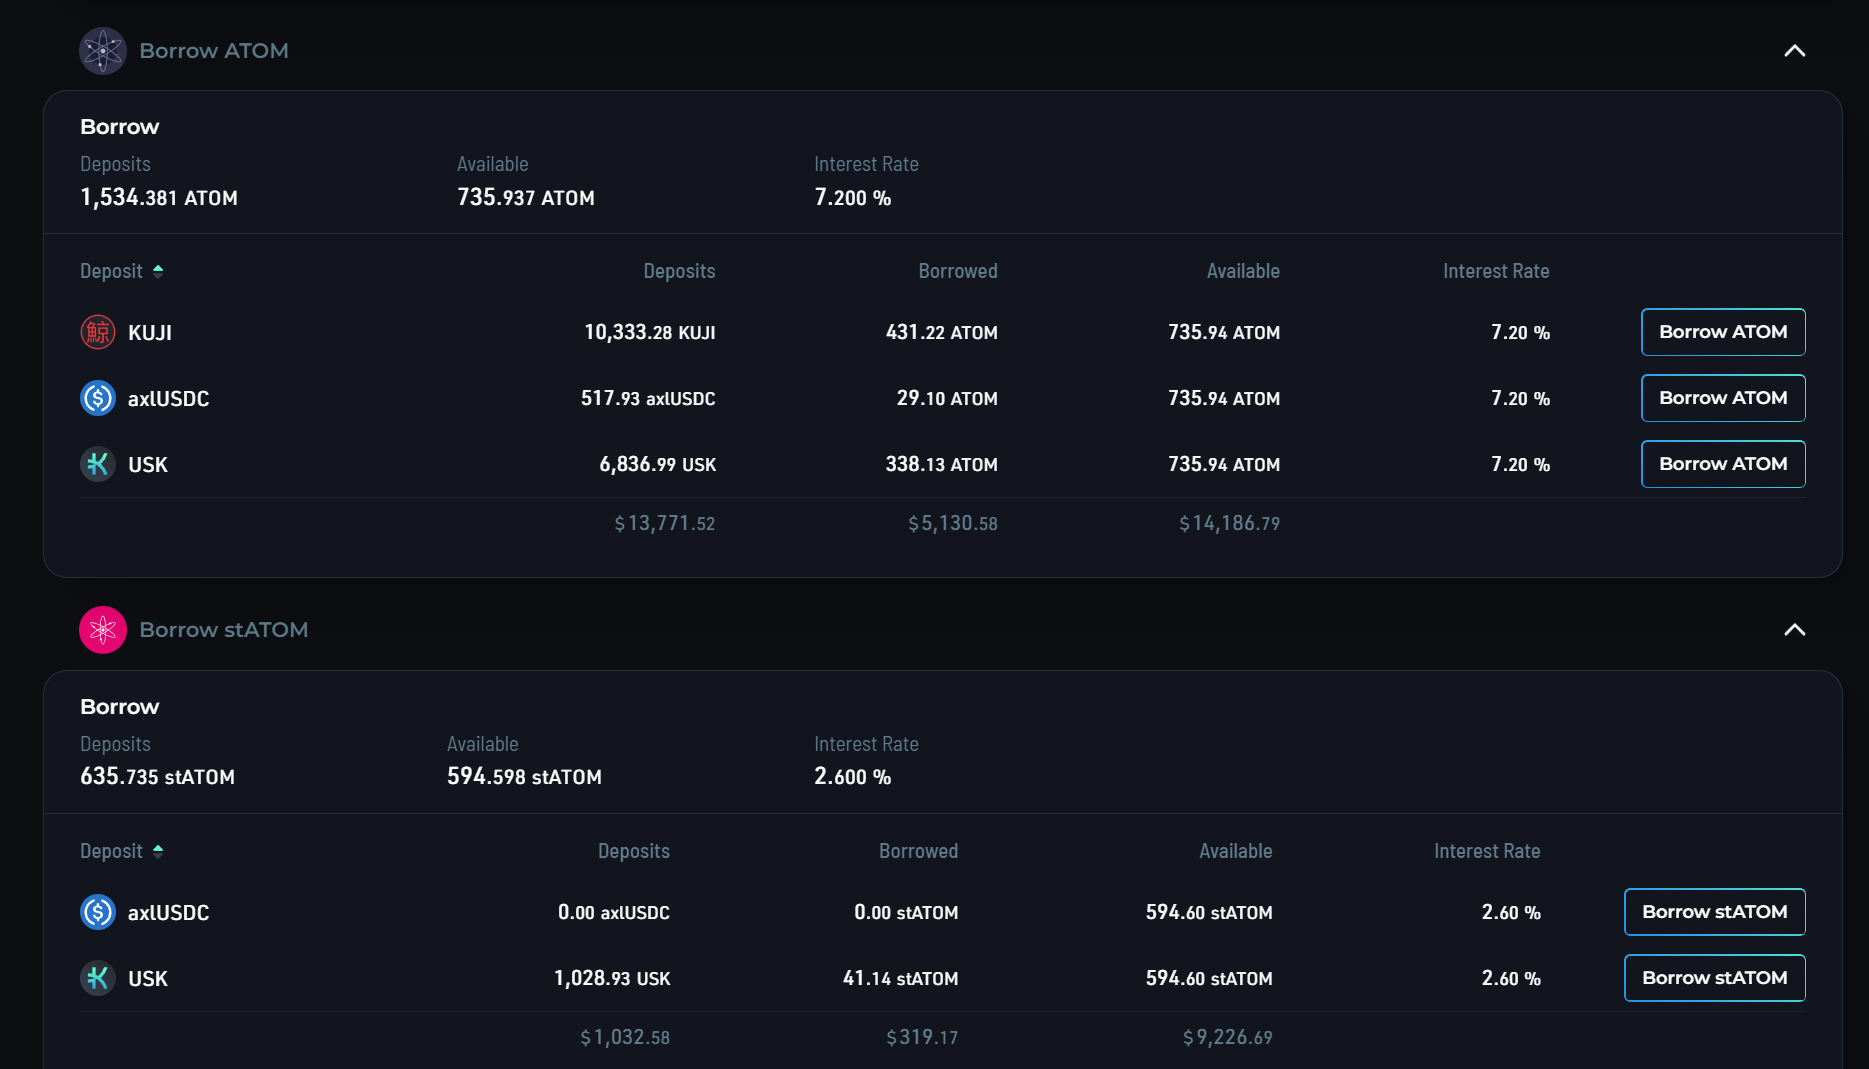 Borrow ATOM
Borrow
Deposits Available Interest Rate
1,534.381 ATOM 735.937 ATOM 7.200 %
Deposit Deposits Borrowed Available Interest Rate
鯨 KUJI 10,333.28 KUJI 431.22 ATOM 735.94 ATOM 7.20 % Borrow ATOM
$ axlUSDC 517.93 axlUSDC 29.10 ATOM 735.94 ATOM 7.20 % Borrow ATOM
USK 6,836.99 USK 338.13 ATOM 735.94 ATOM 7.20 % Borrow ATOM
$13,771.52 $5,130.58 $14,186.79
Borrow stATOM
Borrow
Deposits Available Interest Rate
635.735 stATOM 594.598 stATOM 2.600 %
Deposit Deposits Borrowed Available Interest Rate
$ axlUSDC 0.00 axlUSDC 0.00 stATOM 594.60 stATOM 2.60 % Borrow stATOM
USK 1,028.93 USK 41.14 stATOM 594.60 stATOM 2.60 % Borrow stATOM
$1,032.58 $319.17 $9,226.69